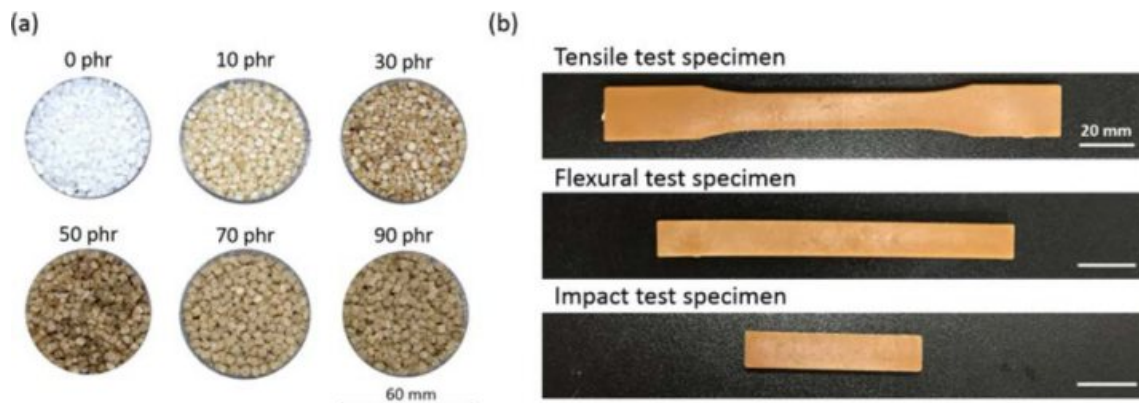 (a)
0 phr 10 phr 30 phr
50 phr 70 phr 90 phr
60 mm
(b)
Tensile test specimen
20 mm
Flexural test specimen
Impact test specimen